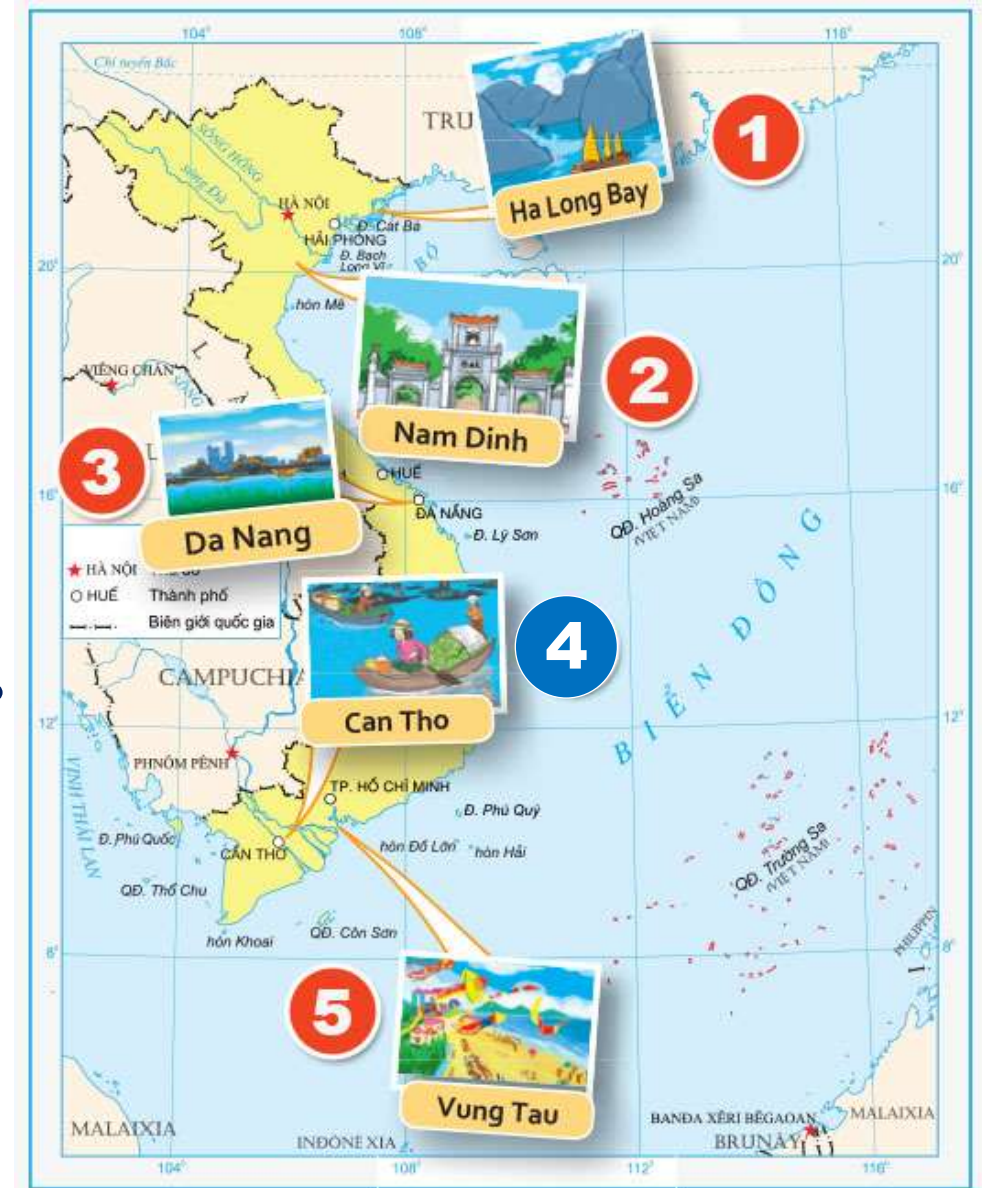 104°
108°
116°
Chí tuyến Bắc
TRU
1
SÔNG HỒNG
Sông Đà
Ha Long Bay
HÀ NỘI
Đ. Cát Bà
HẢI PHÒNG
Đ. Bạch
Long Vĩ
BỘ
20°
20°
hòn Mê
VIÊNG CHĂN
SÔNG
2
Nam Dinh
3
HUẾ
16°
16°
ĐÀ NẴNG
QĐ. Hoàng Sa
(VIỆT NAM)
Da Nang
Đ. Lý Sơn
HÀ NỘI
HUẾ Thành phố
Biên giới quốc gia
4
BIỂN ĐÔNG
CAMPUCHIA
Can Tho
12°
12°
PHNÔM PÊNH
VỊNH THÁI LAN
TP. HỒ CHÍ MINH
Đ. Phú Quý
Đ. Phú Quốc
CẦN THƠ
hòn Đồ Lớn
hòn Hải
QĐ. Trường Sa
(VIỆT NAM)
QĐ. Thổ Chu
QĐ. Côn Sơn
hòn Khoai
PHILIPPIN
8°
8°
5
Vung Tau
MALAIXIA
INĐÔNÊXIA
BANĐA XÊRI BÊGAOAN
MALAIXIA
BRUNÂY
104°
108°
112°
116°